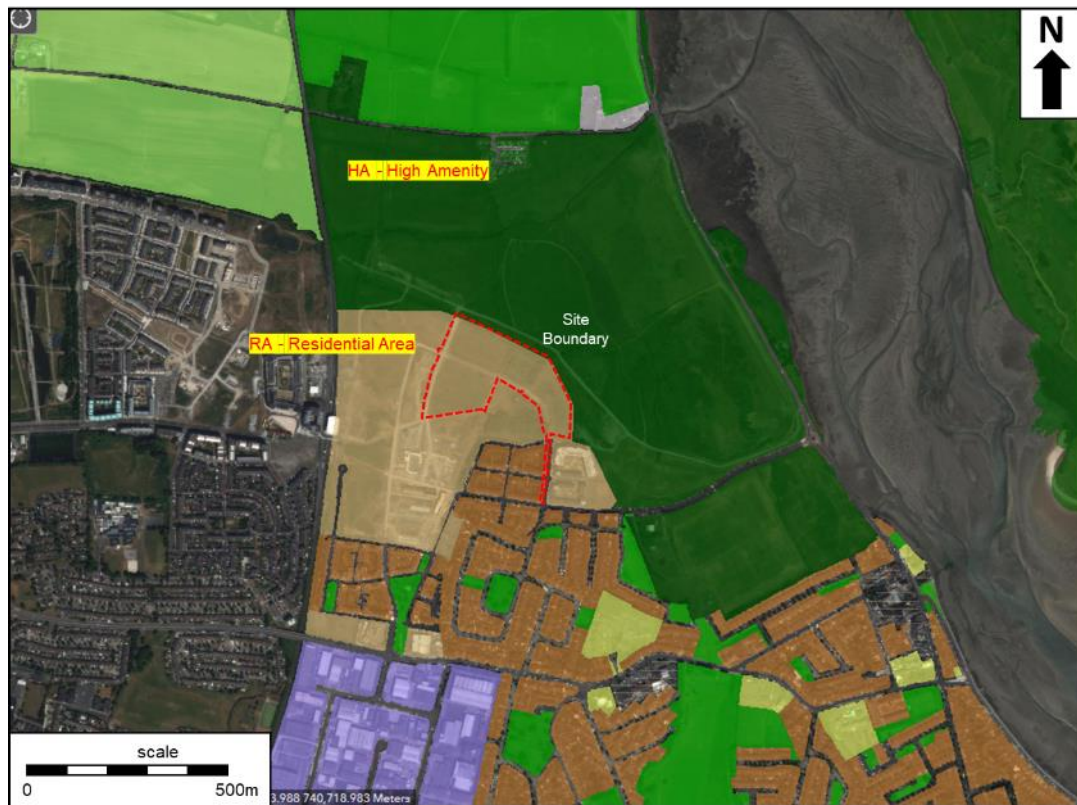 N
HA - High Amenity
Site
Boundary
RA - Residential Area
scale
0
500m
3.988 740,718.983 Meters